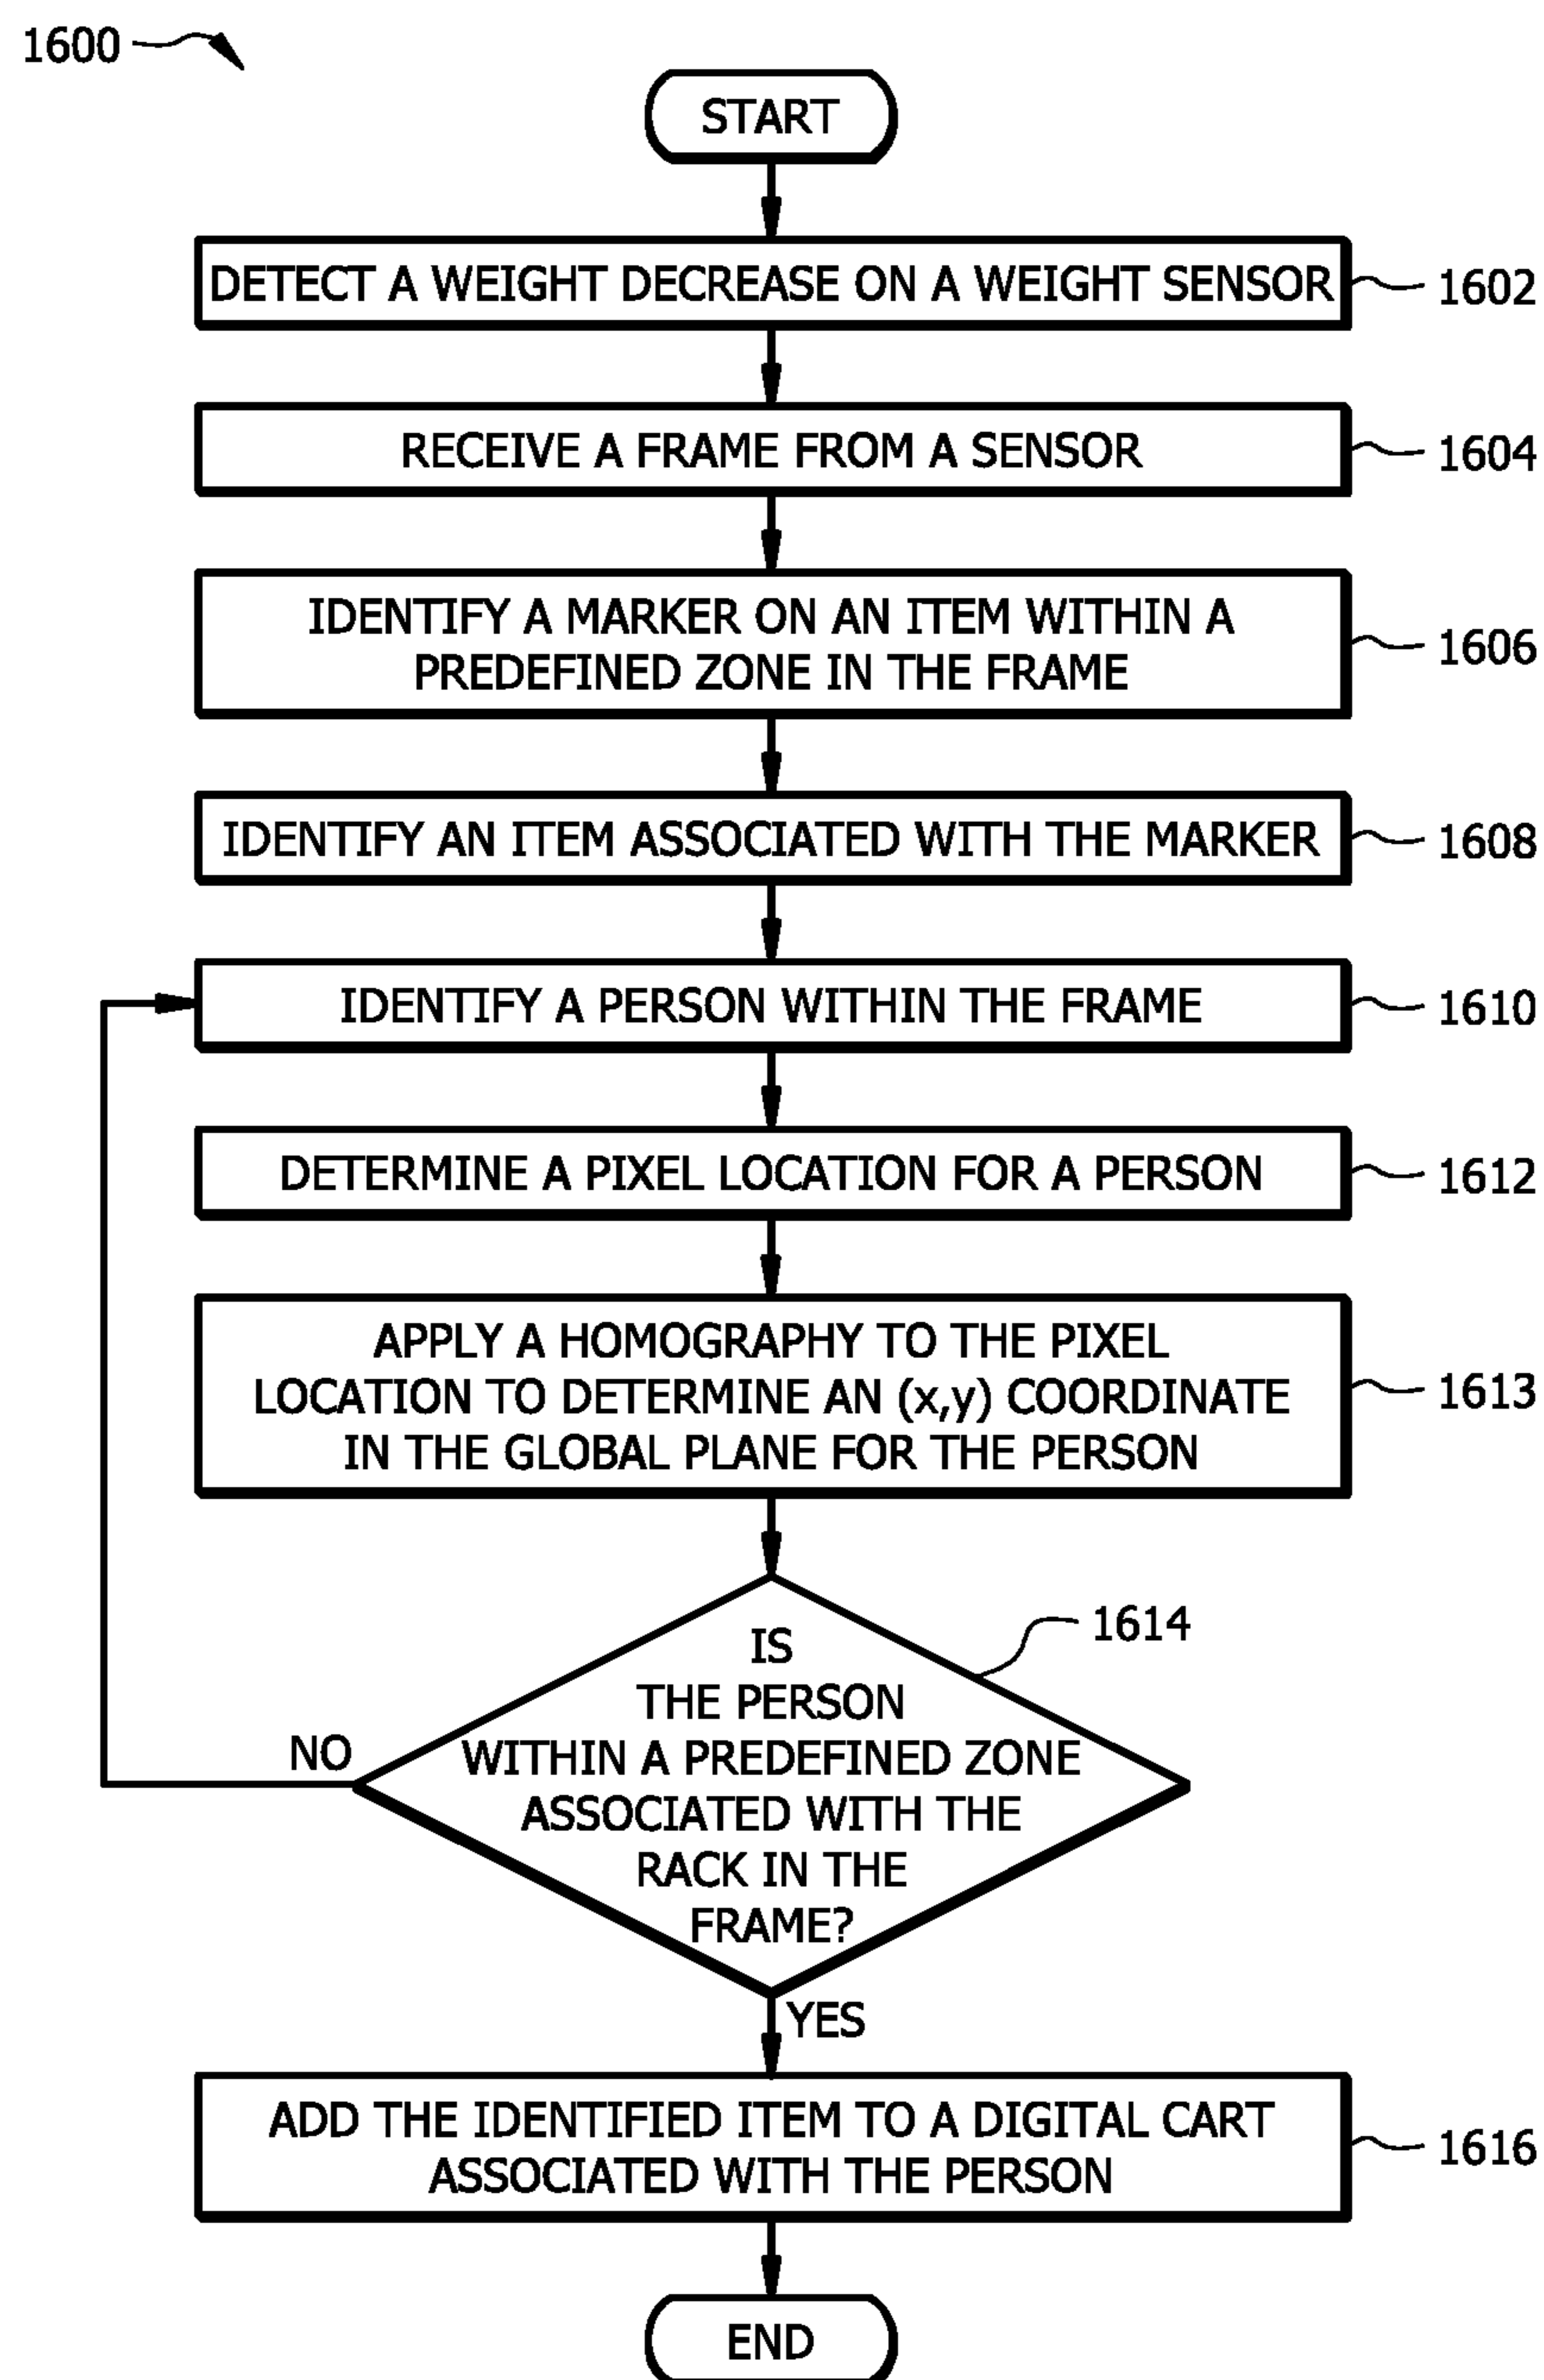 1600
START
DETECT A WEIGHT DECREASE ON A WEIGHT SENSOR
1602
RECEIVE A FRAME FROM A SENSOR
1604
IDENTIFY A MARKER ON AN ITEM WITHIN A
PREDEFINED ZONE IN THE FRAME
1606
IDENTIFY AN ITEM ASSOCIATED WITH THE MARKER
1608
IDENTIFY A PERSON WITHIN THE FRAME
1610
DETERMINE A PIXEL LOCATION FOR A PERSON
1612
APPLY A HOMOGRAPHY TO THE PIXEL
LOCATION TO DETERMINE AN (x,y) COORDINATE
IN THE GLOBAL PLANE FOR THE PERSON
1613
IS
THE PERSON
WITHIN A PREDEFINED ZONE
ASSOCIATED WITH THE
RACK IN THE
FRAME?
1614
NO
YES
ADD THE IDENTIFIED ITEM TO A DIGITAL CART
ASSOCIATED WITH THE PERSON
1616
END